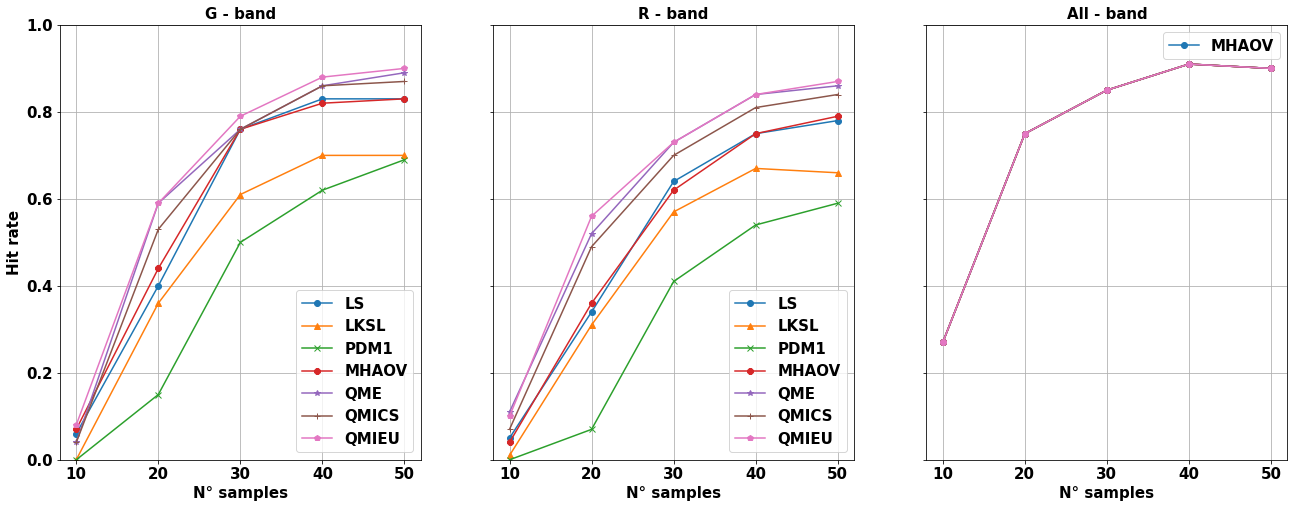 G - band
R - band
All - band
Hit rate
1.0
0.8
0.6
0.4
0.2
0.0
10 20 30 40 50
N° samples
LS
LKSL
PDM1
MHAOV
QME
QMICS
QMIEU
10 20 30 40 50
N° samples
LS
LKSL
PDM1
MHAOV
QME
QMICS
QMIEU
10 20 30 40 50
N° samples
MHAOV